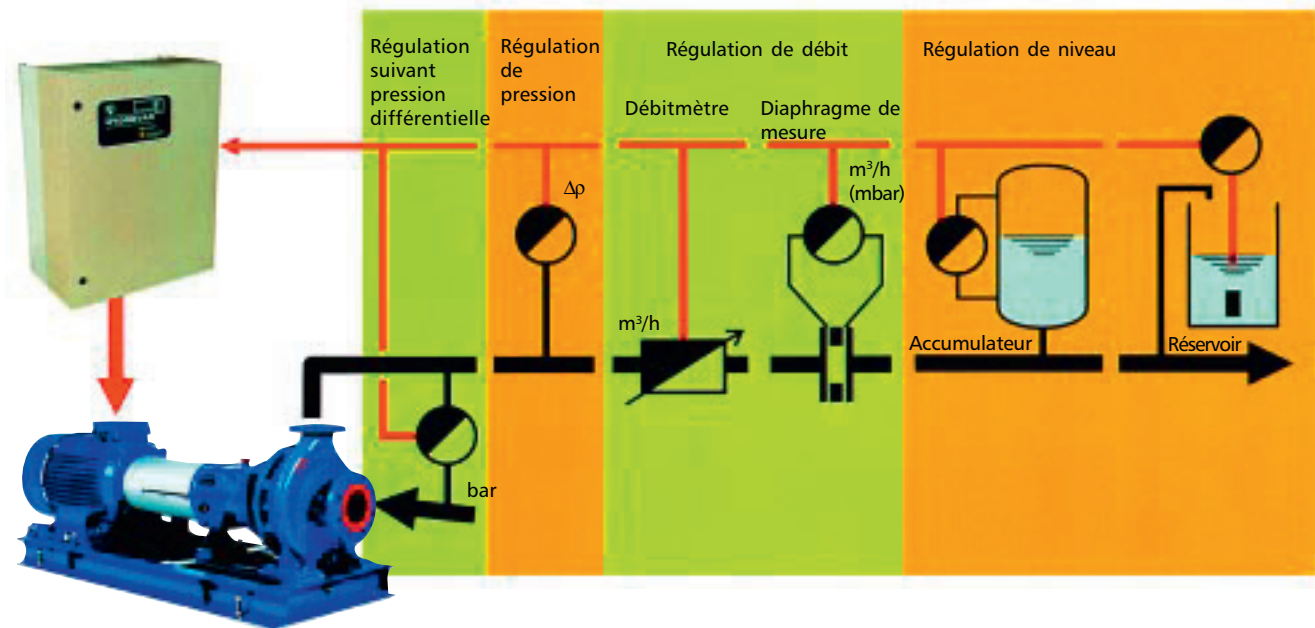 Régulation
suivant
pression
différentielle
Régulation
de
pression
Régulation de débit
Régulation de niveau
Débitmètre
Diaphragme de
mesure
m³/h
(mbar)
Δρ
m³/h
Accumulateur
Réservoir
bar